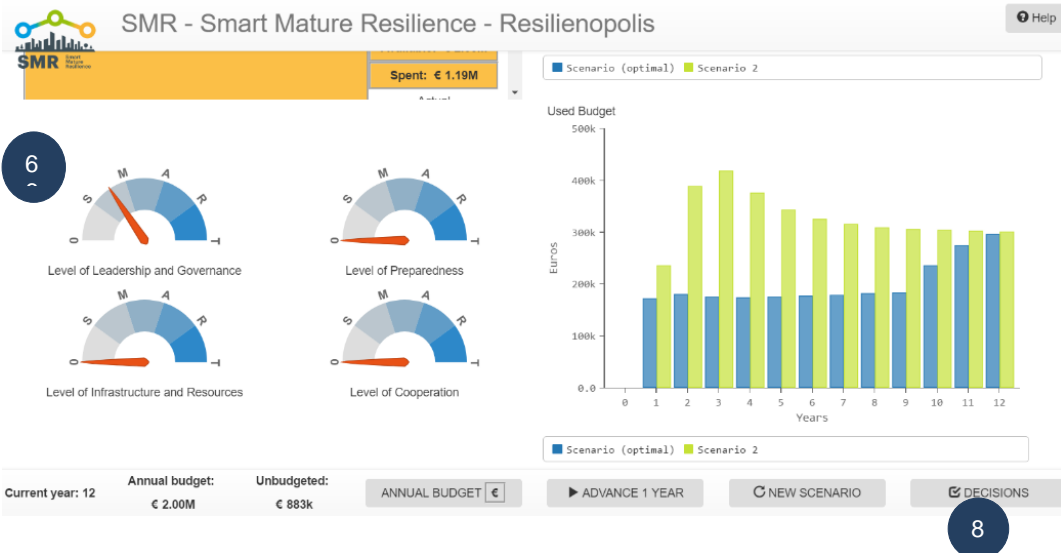 SMR - Smart Mature Resilience - Resilienopolis
Help
SMR Smart Mature Resilience
Spent: € 1.19M
Scenario (optimal) Scenario 2
Used Budget
500k
400k
300k
200k
100k
0.0
Euros
0 1 2 3 4 5 6 7 8 9 10 11 12
Years
Scenario (optimal) Scenario 2
6
0 S M A R T
Level of Leadership and Governance
0 S M A R T
Level of Preparedness
0 S M A R T
Level of Infrastructure and Resources
0 S M A R T
Level of Cooperation
Current year: 12
Annual budget:
€ 2.00M
Unbudgeted:
€ 883k
ANNUAL BUDGET €
ADVANCE 1 YEAR
NEW SCENARIO
DECISIONS
8